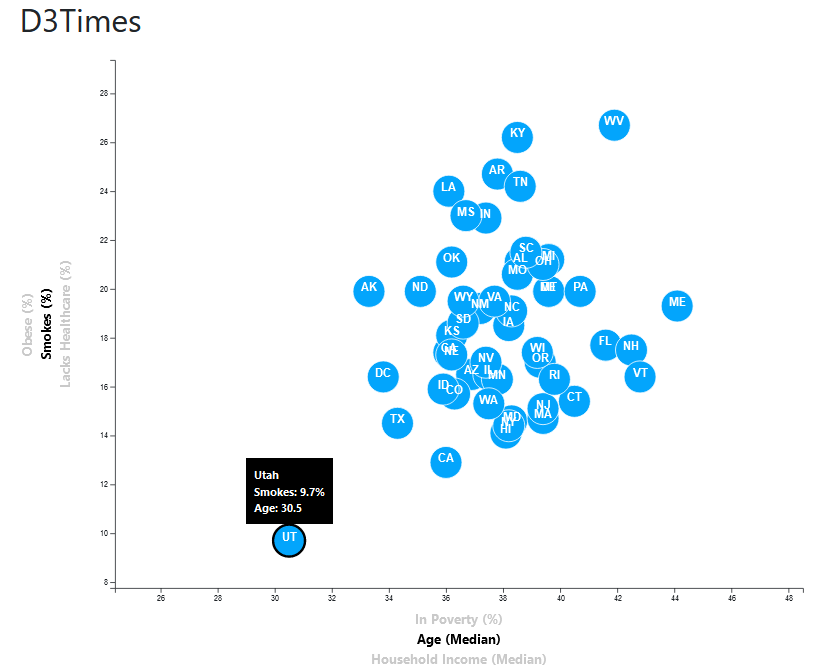 D3Times
Obese (%)
Smokes (%)
Lacks Healthcare (%)
28
26
24
22
20
18
16
14
12
10
8
WV
KY
AR
TN
LA
MS
IN
SC
AL
MI
OH
OK
MO
AK
ND
DE
PA
ME
WY
VA
NM
NC
SD
IA
KS
FL
NH
NE
WI
OR
NV
DC
AZ
IL
MN
RI
VT
ID
CO
WA
CT
NJ
MA
TX
MD
HI
CA
Utah
Smokes: 9.7%
Age: 30.5
UT
26
28
30
32
34
36
38
40
42
44
46
48
In Poverty (%)
Age (Median)
Household Income (Median)